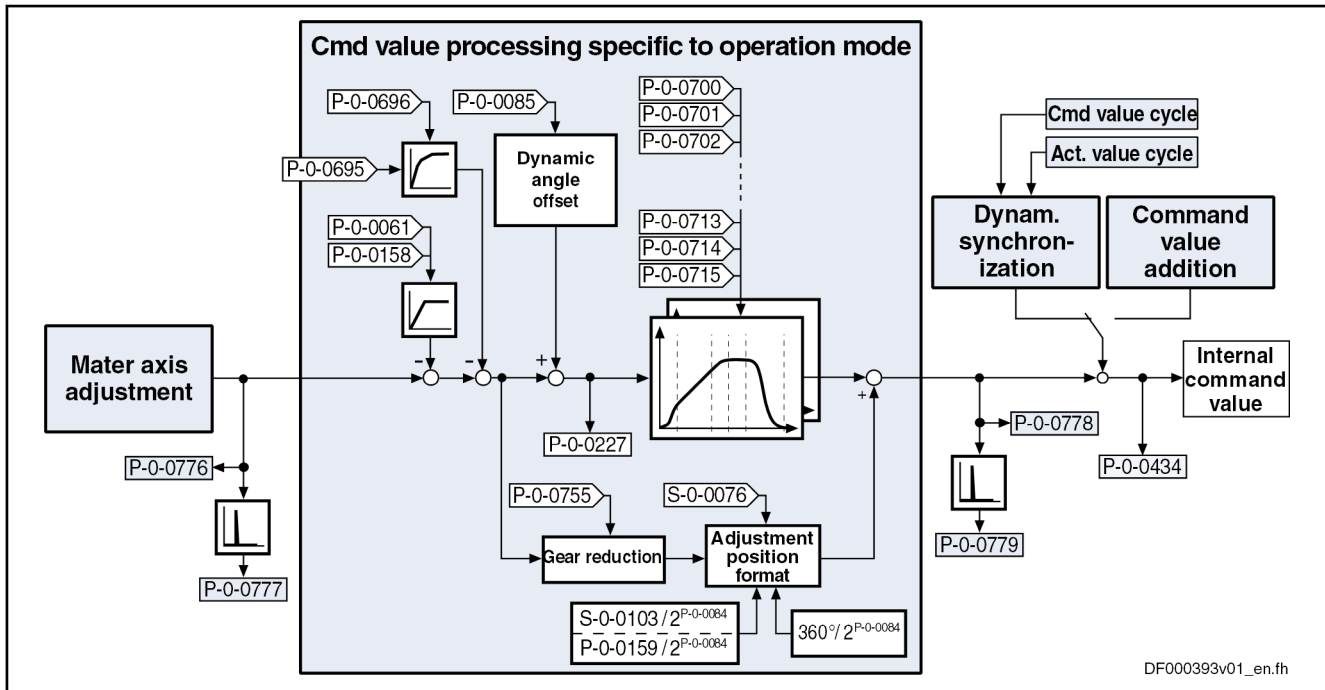 Cmd value processing specific to operation mode
P-0-0696
P-0-0085
P-0-0700
P-0-0701
P-0-0702
P-0-0695
Dynamic
angle
offset
P-0-0061
P-0-0158
P-0-0713
P-0-0714
P-0-0715
Cmd value cycle
Act. value cycle
Dynam.
synchron-
ization
Command
value
addition
Mater axis
adjustment
-
-
+
+
Internal
command
value
P-0-0227
P-0-0776
P-0-0777
P-0-0778
P-0-0434
P-0-0779
P-0-0755
S-0-0076
Gear reduction
Adjustment
position
format
S-0-0103 / 2^P-0-0084
P-0-0159 / 2^P-0-0084
360°/ 2^P-0-0084
DF000393v01_en.fh